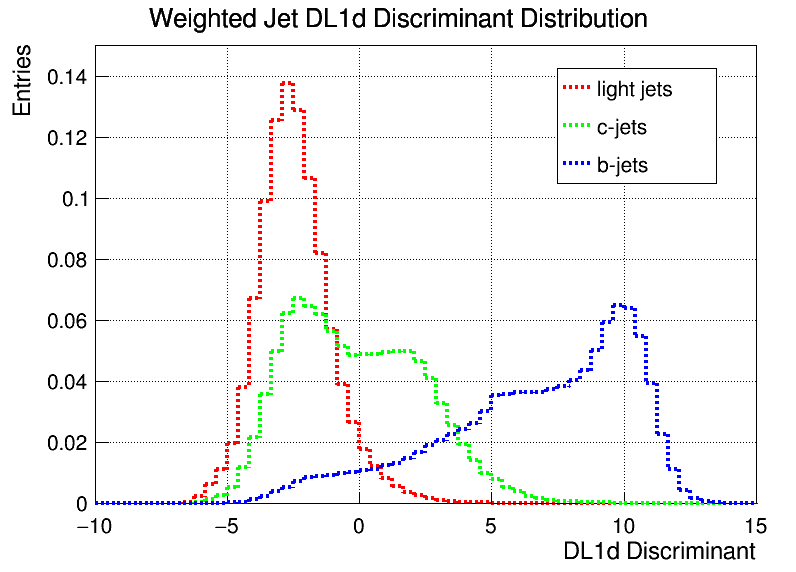 Weighted Jet DL1d Discriminant Distribution
Entries
0.14
0.12
0.1
0.08
0.06
0.04
0.02
0
light jets
c-jets
b-jets
−10
−5
0
5
10
15
DL1d Discriminant